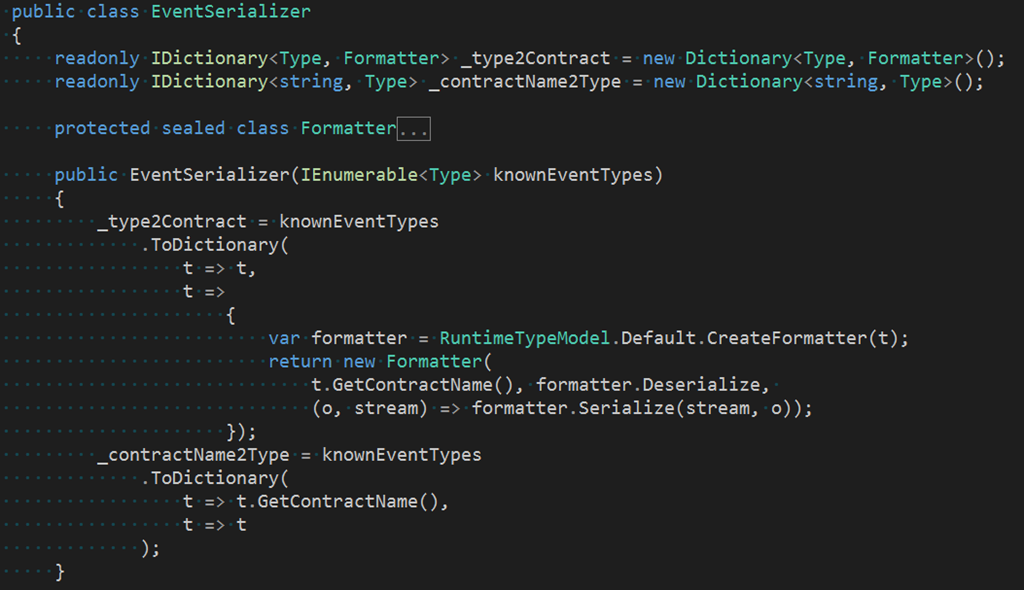 public class EventSerializer
{
readonly IDictionary<Type, Formatter> _type2Contract = new Dictionary<Type, Formatter>();
readonly IDictionary<string, Type> _contractName2Type = new Dictionary<string, Type>();
protected sealed class Formatter...
public EventSerializer(IEnumerable<Type> knownEventTypes)
{
_type2Contract = knownEventTypes
.ToDictionary(
t => t,
t =>
{
var formatter = RuntimeTypeModel.Default.CreateFormatter(t);
return new Formatter(
t.GetContractName(), formatter.Deserialize,
(o, stream) => formatter.Serialize(stream, o));
});
_contractName2Type = knownEventTypes
.ToDictionary(
t => t.GetContractName(),
t => t
);
}